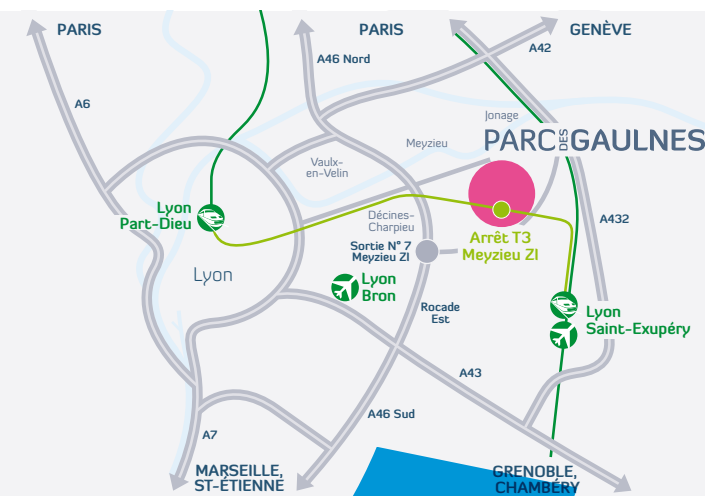 PARIS
PARIS
GENÈVE
A42
A46 Nord
A6
Jonage
PARC DES GAULNES
Meyzieu
Vaulx-
en-Velin
Lyon
Part-Dieu
Décines-
Charpieu
A432
Arrêt T3
Meyzieu ZI
Sortie N° 7
Meyzieu ZI
Lyon
Lyon
Bron
Rocade
Est
Lyon
Saint-Exupéry
A43
A46 Sud
A7
MARSEILLE,
ST-ÉTIENNE
GRENOBLE,
CHAMBÉRY